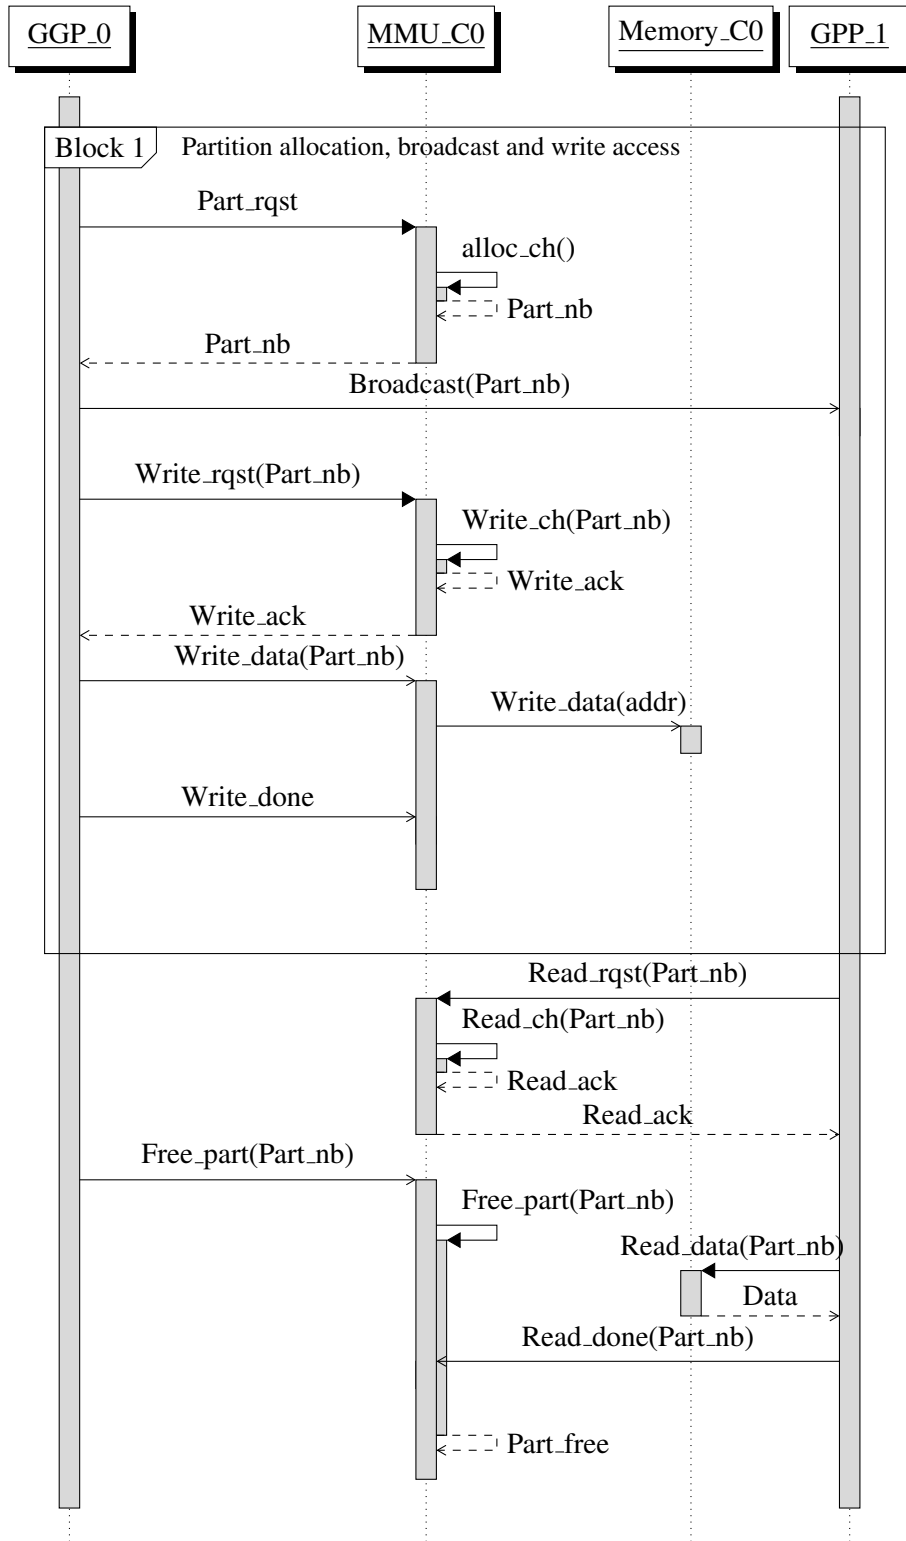 GGP_0
MMU_C0
Memory_C0
GPP_1
Block 1
Partition allocation, broadcast and write access
Part_rqst
alloc_ch()
Part_nb
Part_nb
Broadcast(Part_nb)
Write_rqst(Part_nb)
Write_ch(Part_nb)
Write_ack
Write_ack
Write_data(Part_nb)
Write_data(addr)
Write_done
Read_rqst(Part_nb)
Read_ch(Part_nb)
Read_ack
Read_ack
Free_part(Part_nb)
Free_part(Part_nb)
Read_data(Part_nb)
Data
Read_done(Part_nb)
Part_free